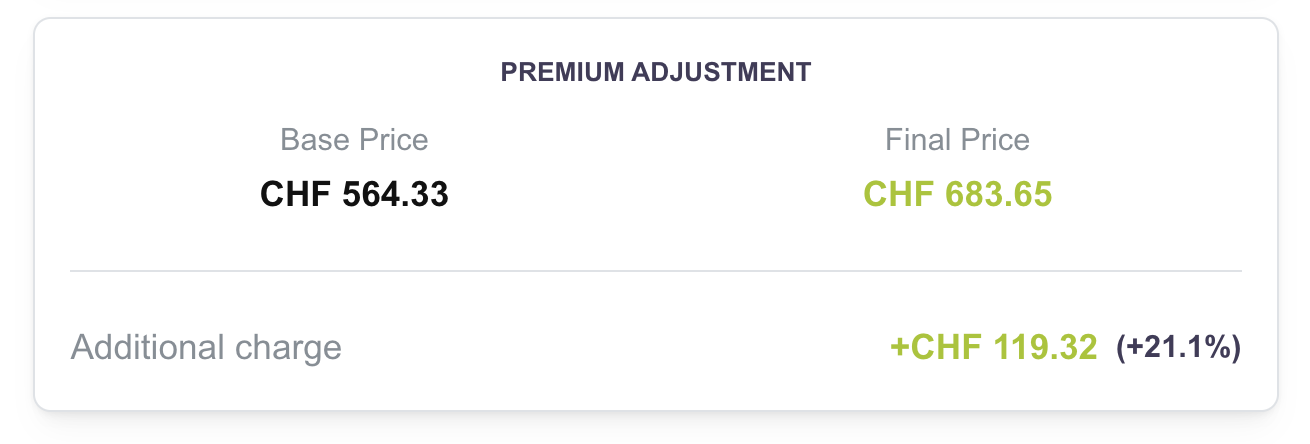 PREMIUM ADJUSTMENT
Base Price
Final Price
CHF 564.33
CHF 683.65
Additional charge
+CHF 119.32 (+21.1%)